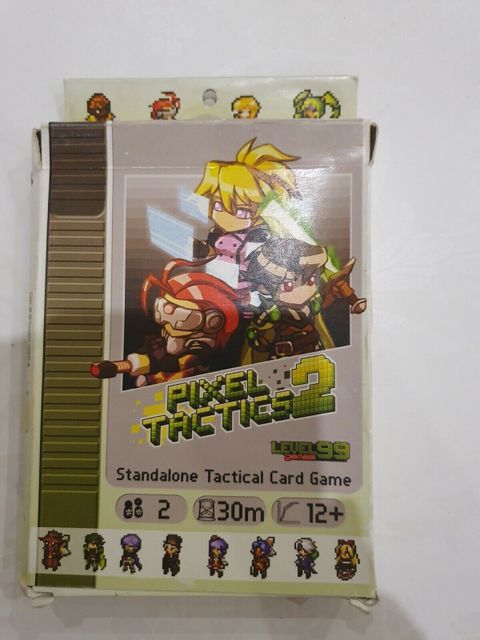 PIXEL
TACTICS 2
LEVEL 99
GAMES
Standalone Tactical Card Game
2 30m 12+